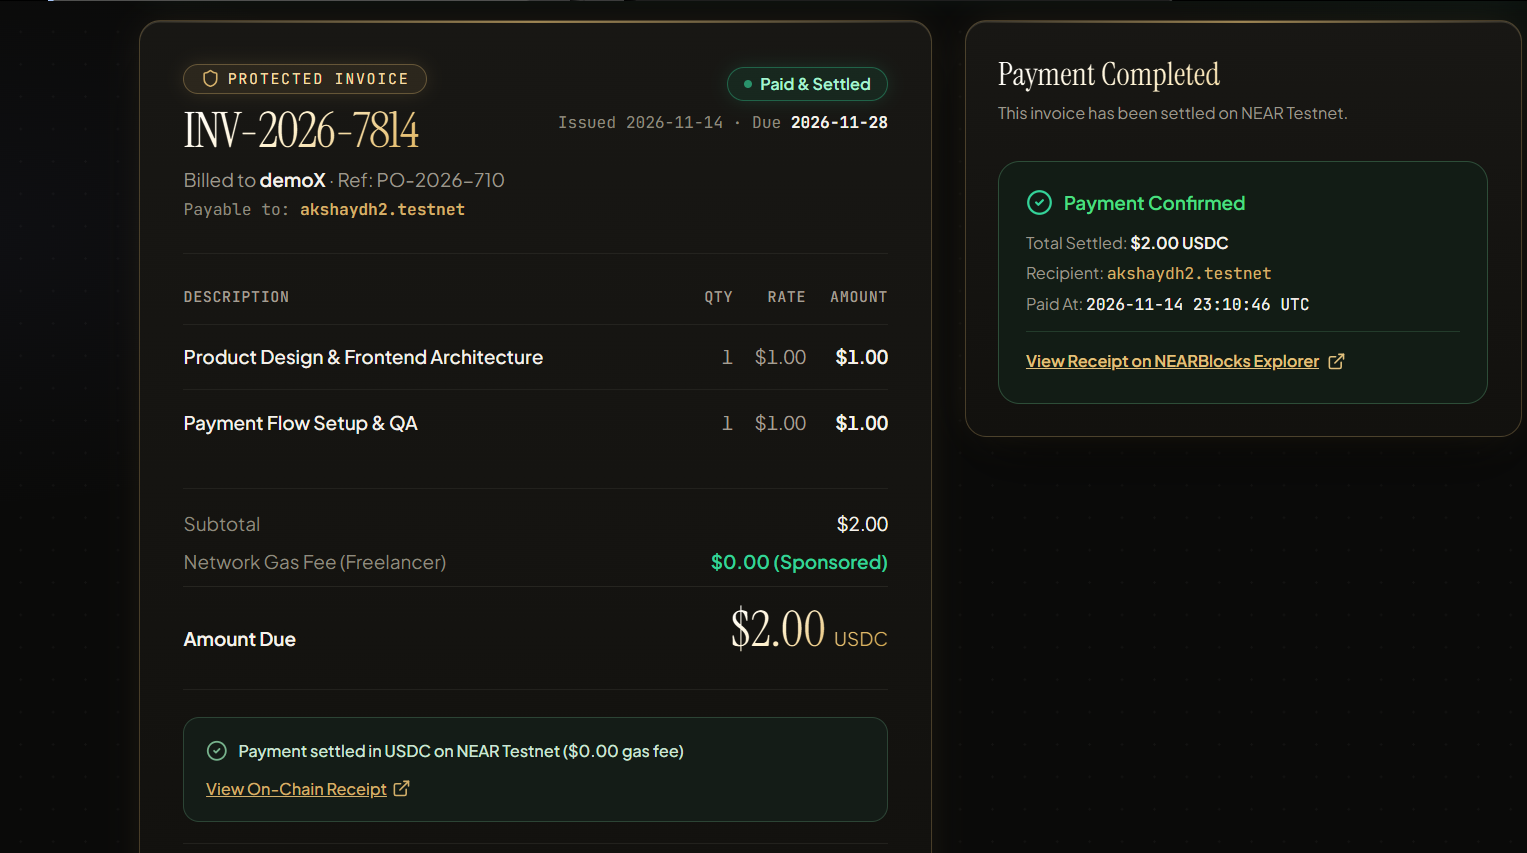 PROTECTED INVOICE
Paid & Settled
INV-2026-7814
Issued 2026-11-14 · Due 2026-11-28
Billed to demoX · Ref: PO-2026-710
Payable to: akshaydh2.testnet
DESCRIPTION QTY RATE AMOUNT
Product Design & Frontend Architecture 1 $1.00 $1.00
Payment Flow Setup & QA 1 $1.00 $1.00
Subtotal $2.00
Network Gas Fee (Freelancer) $0.00 (Sponsored)
Amount Due $2.00 USDC
Payment settled in USDC on NEAR Testnet ($0.00 gas fee)
View On-Chain Receipt
Payment Completed
This invoice has been settled on NEAR Testnet.
Payment Confirmed
Total Settled: $2.00 USDC
Recipient: akshaydh2.testnet
Paid At: 2026-11-14 23:10:46 UTC
View Receipt on NEARBlocks Explorer